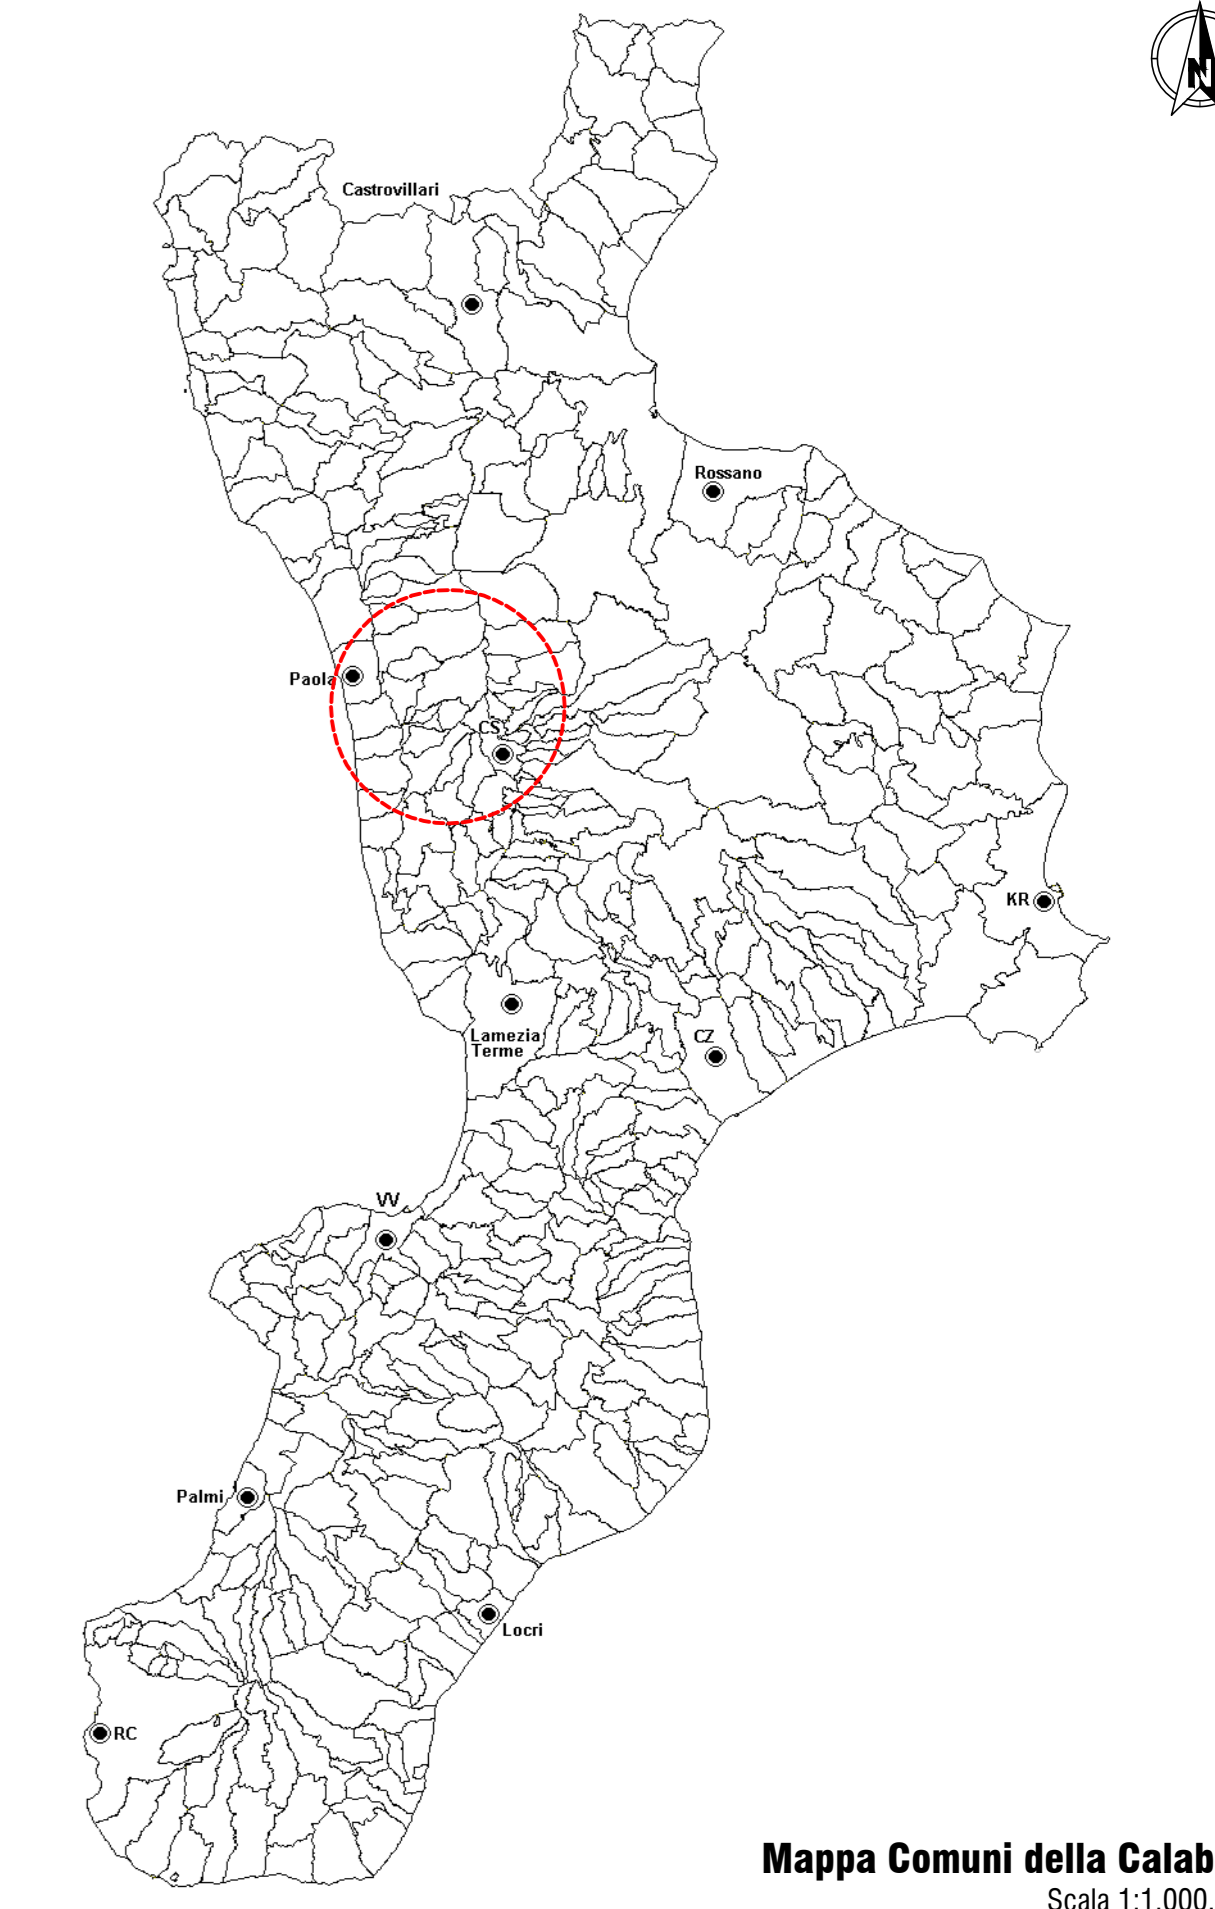 N
Castrovillari
Rossano
Paola
CS
KR
Lamezia
Terme
CZ
VV
Palmi
Locri
RC
Mappa Comuni della Calab
Scala 1:1.000.